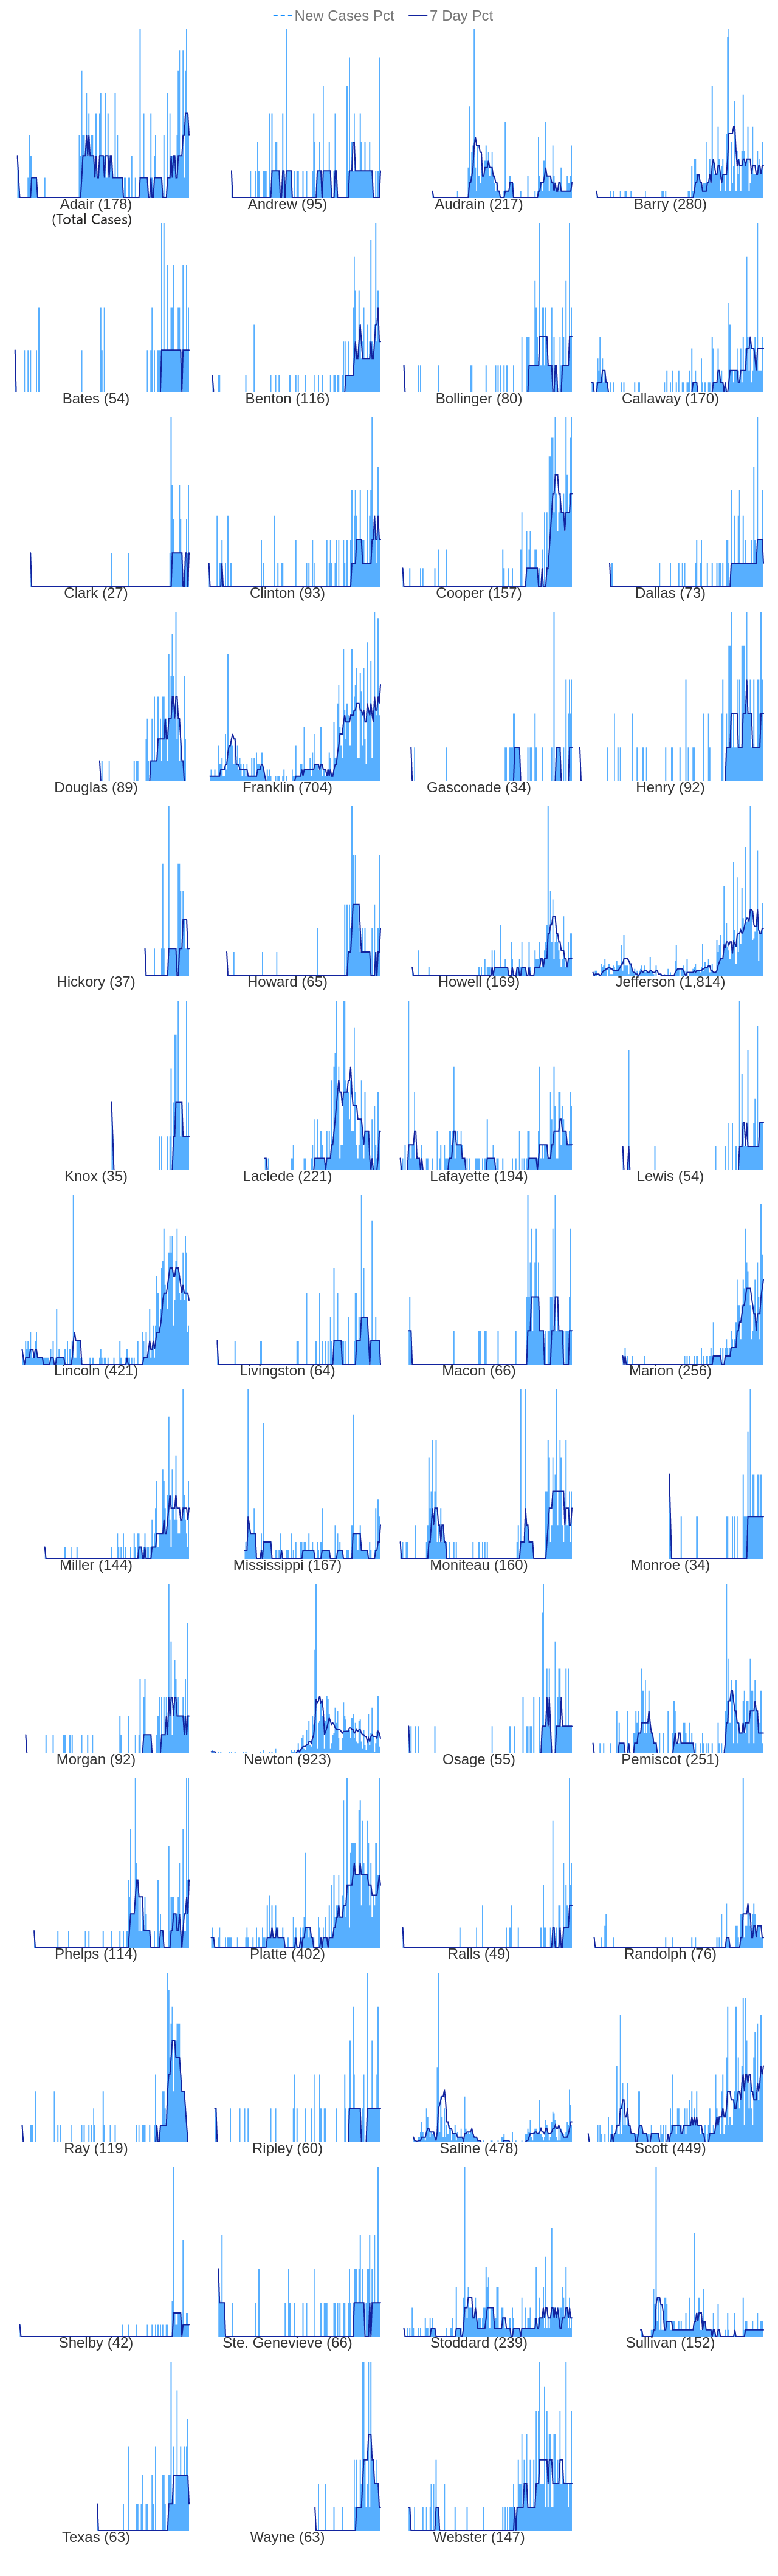 New Cases Pct 7 Day Pct
Adair (178) Andrew (95) Audrain (217) Barry (280)
(Total Cases)
Bates (54) Benton (116) Bollinger (80) Callaway (170)
Clark (27) Clinton (93) Cooper (157) Dallas (73)
Douglas (89) Franklin (704) Gasconade (34) Henry (92)
Hickory (37) Howard (65) Howell (169) Jefferson (1,814)
Knox (35) Laclede (221) Lafayette (194) Lewis (54)
Lincoln (421) Livingston (64) Macon (66) Marion (256)
Miller (144) Mississippi (167) Moniteau (160) Monroe (34)
Morgan (92) Newton (923) Osage (55) Pemiscot (251)
Phelps (114) Platte (402) Ralls (49) Randolph (76)
Ray (119) Ripley (60) Saline (478) Scott (449)
Shelby (42) Ste. Genevieve (66) Stoddard (239) Sullivan (152)
Texas (63) Wayne (63) Webster (147)